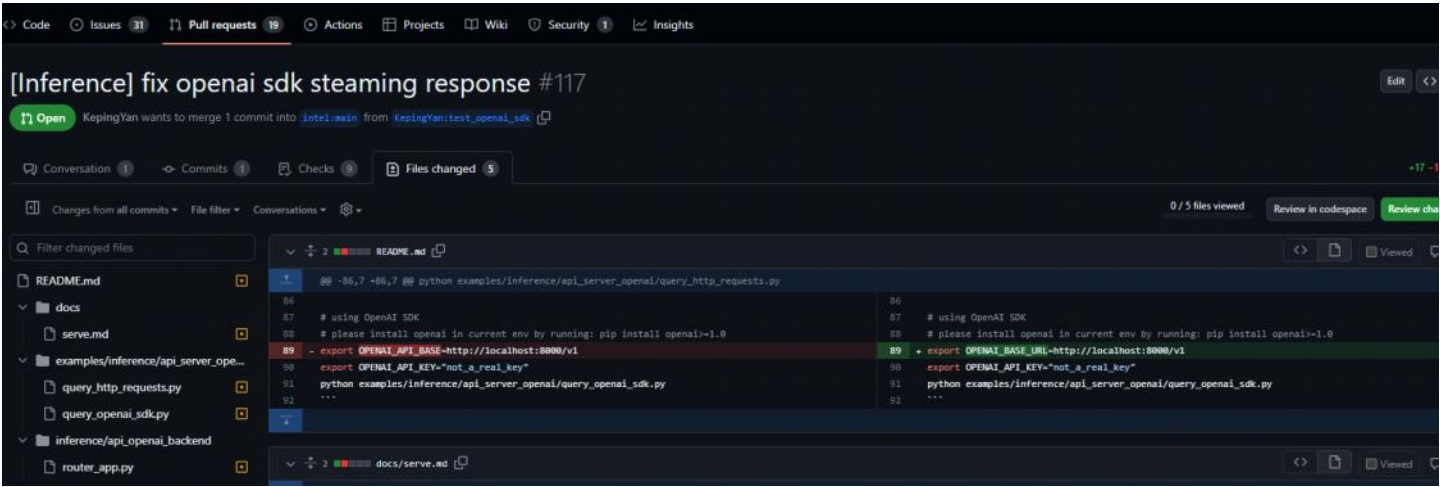 <> Code Issues 31 Pull requests 19 Actions Projects Wiki Security 1 Insights
[Inference] fix openai sdk steaming response #117
Edit <>
Open KepingYan wants to merge 1 commit into intel:main from KepingYan:test_openai_sdk
Conversation 1 Commits 1 Checks 9 Files changed 5
+17 −1
Changes from all commits File filter Conversations
0 / 5 files viewed Review in codespace Review cha
Filter changed files
README.md
docs
serve.md
examples/inference/api_server_ope...
query_http_requests.py
query_openai_sdk.py
inference/api_openai_backend
router_app.py
2 README.md <> Viewed
@@ -86,7 +86,7 @@ python examples/inference/api_server_openai/query_http_requests.py
86
87 # using OpenAI SDK
88 # please install openai in current env by running: pip install openai>=1.0
89 - export OPENAI_API_BASE=http://localhost:8000/v1
90 export OPENAI_API_KEY="not_a_real_key"
91 python examples/inference/api_server_openai/query_openai_sdk.py
92 ```
86
87 # using OpenAI SDK
88 # please install openai in current env by running: pip install openai>=1.0
89 + export OPENAI_BASE_URL=http://localhost:8000/v1
90 export OPENAI_API_KEY="not_a_real_key"
91 python examples/inference/api_server_openai/query_openai_sdk.py
92 ```
2 docs/serve.md <> Viewed